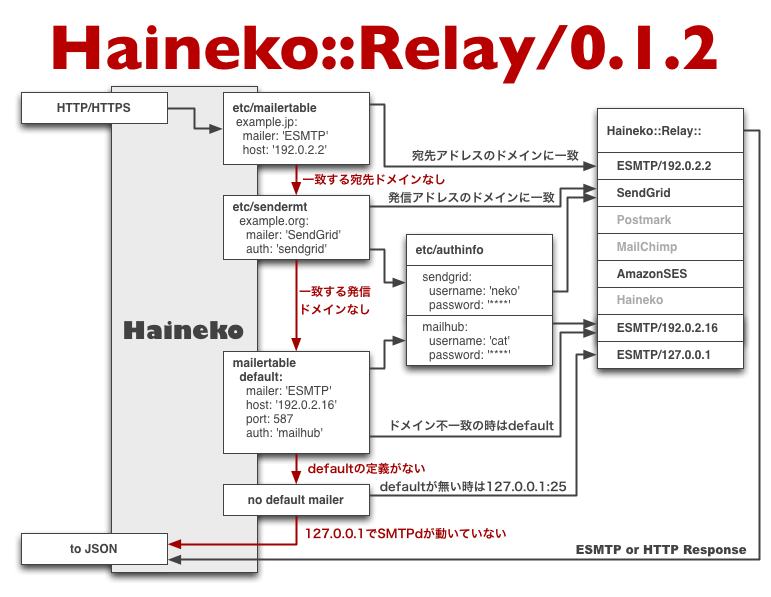 Haineko::Relay/0.1.2
HTTP/HTTPS
etc/mailertable
example.jp:
mailer: 'ESMTP'
host: '192.0.2.2'
宛先アドレスのドメインに一致
一致する宛先ドメインなし
発信アドレスのドメインに一致
etc/sendermt
example.org:
mailer: 'SendGrid'
auth: 'sendgrid'
etc/authinfo
sendgrid:
username: 'neko'
password: '****'
mailhub:
username: 'cat'
password: '****'
一致する発信
ドメインなし
Haineko
mailertable
default:
mailer: 'ESMTP'
host: '192.0.2.16'
port: 587
auth: 'mailhub'
ドメイン不一致の時はdefault
defaultの定義がない
defaultが無い時は127.0.0.1:25
no default mailer
127.0.0.1でSMTPdが動いていない
to JSON
ESMTP or HTTP Response
Haineko::Relay::
ESMTP/192.0.2.2
SendGrid
Postmark
MailChimp
AmazonSES
Haineko
ESMTP/192.0.2.16
ESMTP/127.0.0.1